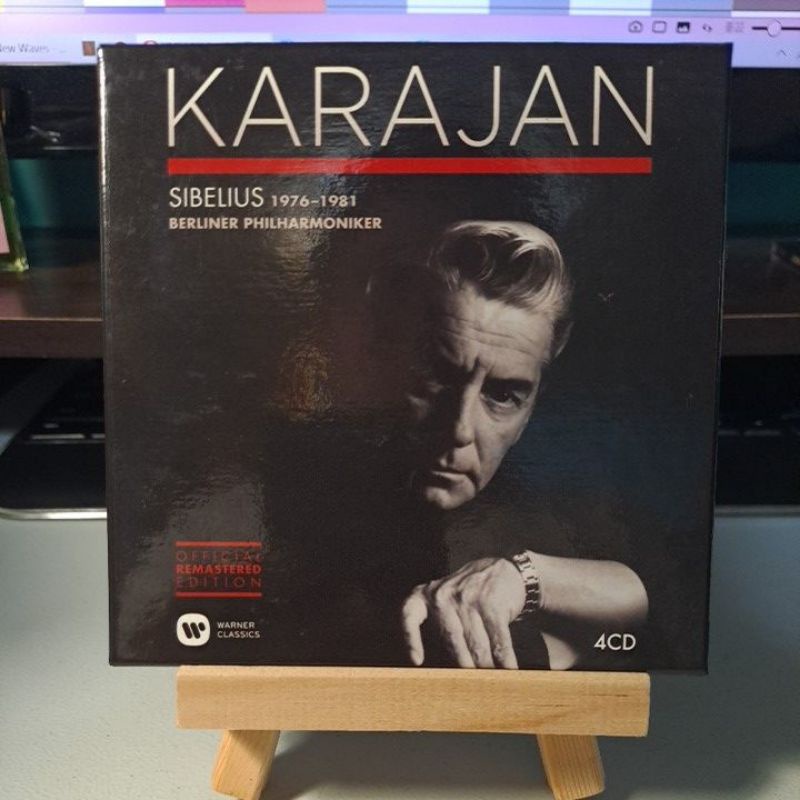 New Waves - ...
KARAJAN
SIBELIUS 1976–1981
BERLINER PHILHARMONIKER
OFFICIAL
REMASTERED
EDITION
WARNER
CLASSICS
4CD